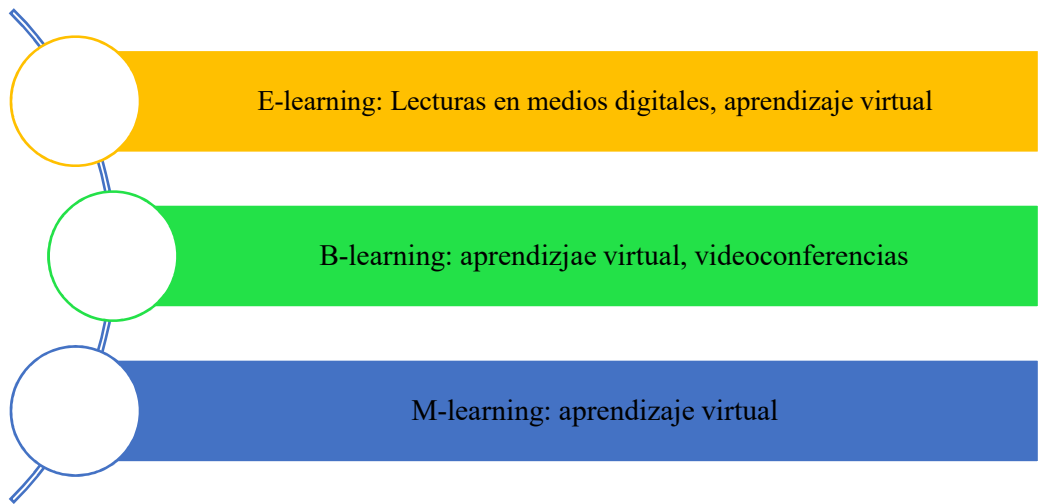 E-learning: Lecturas en medios digitales, aprendizaje virtual
B-learning: aprendizjae virtual, videoconferencias
M-learning: aprendizaje virtual